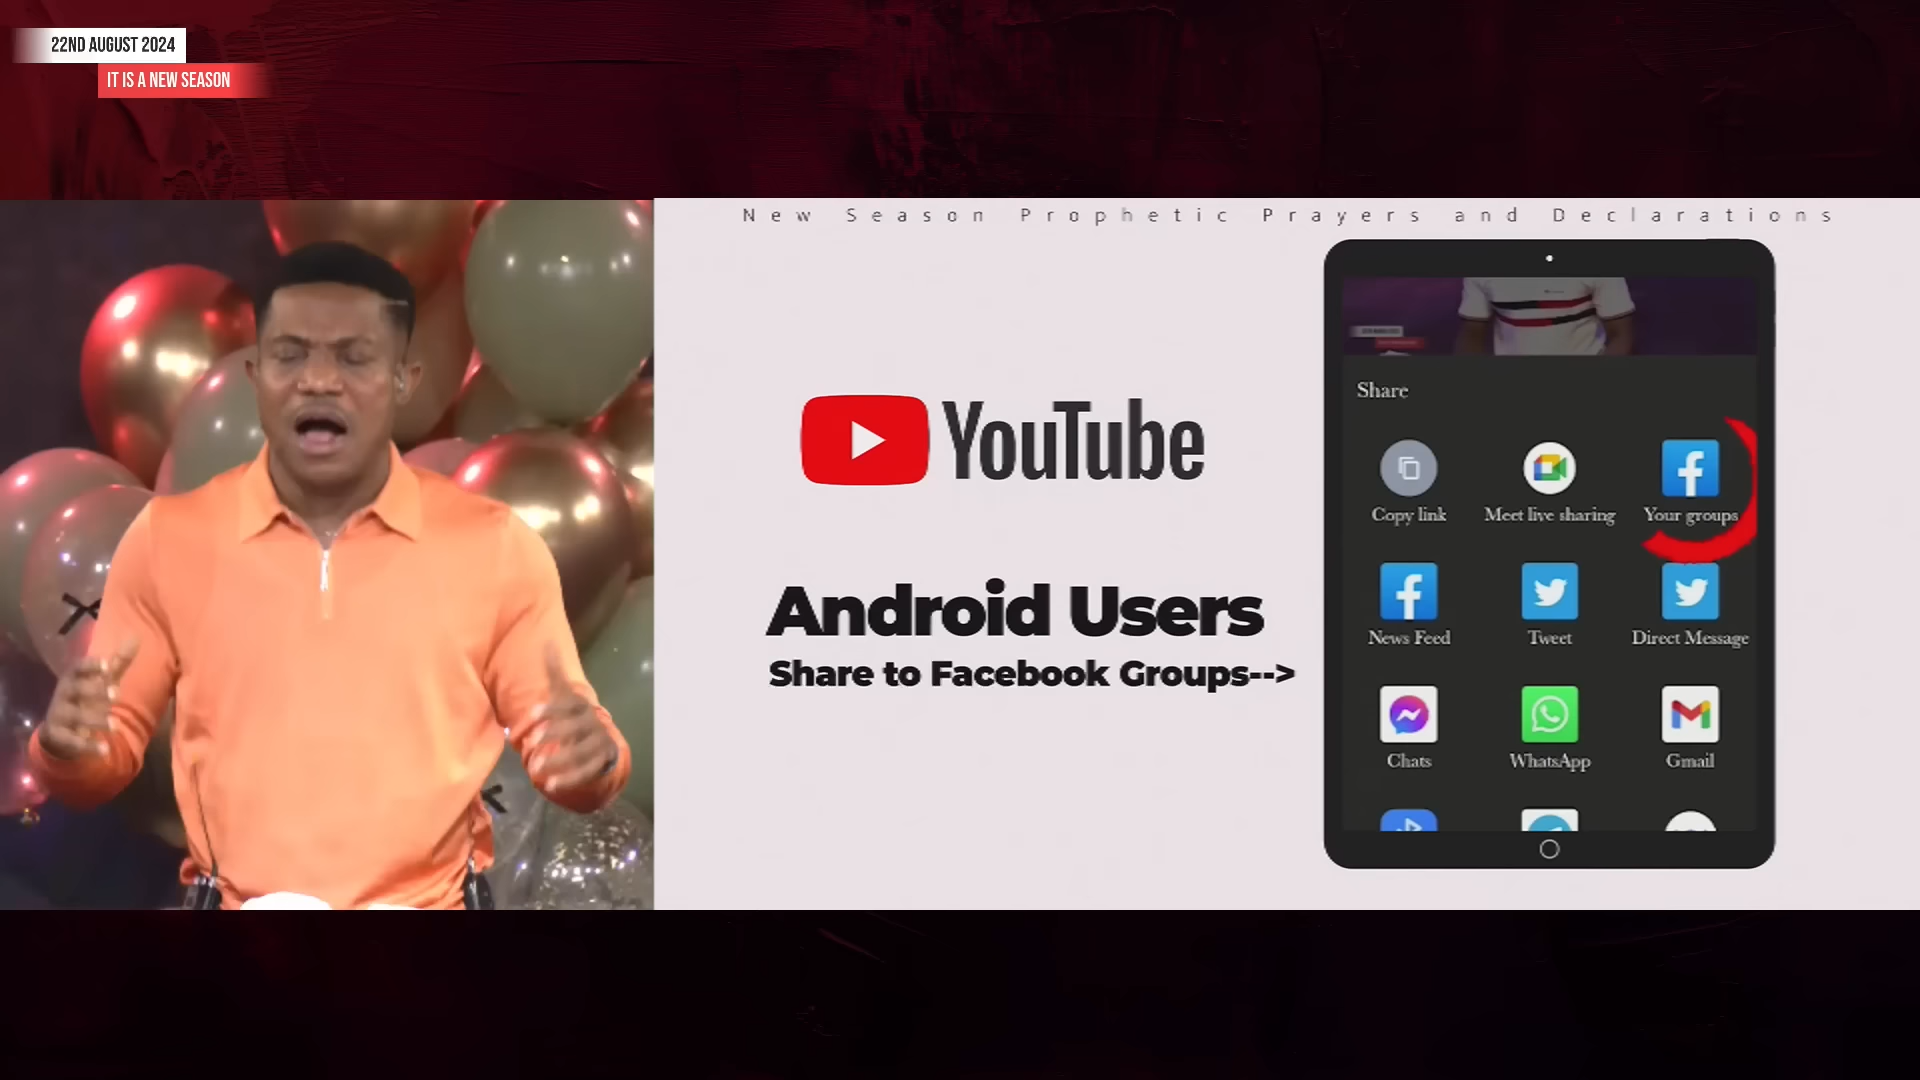 22ND AUGUST 2024
IT IS A NEW SEASON
New Season Prophetic Prayers and Declarations
YouTube
Android Users
Share to Facebook Groups-->
Share
Copy link
Meet live sharing
Your groups
News Feed
Tweet
Direct Message
Chats
WhatsApp
Gmail